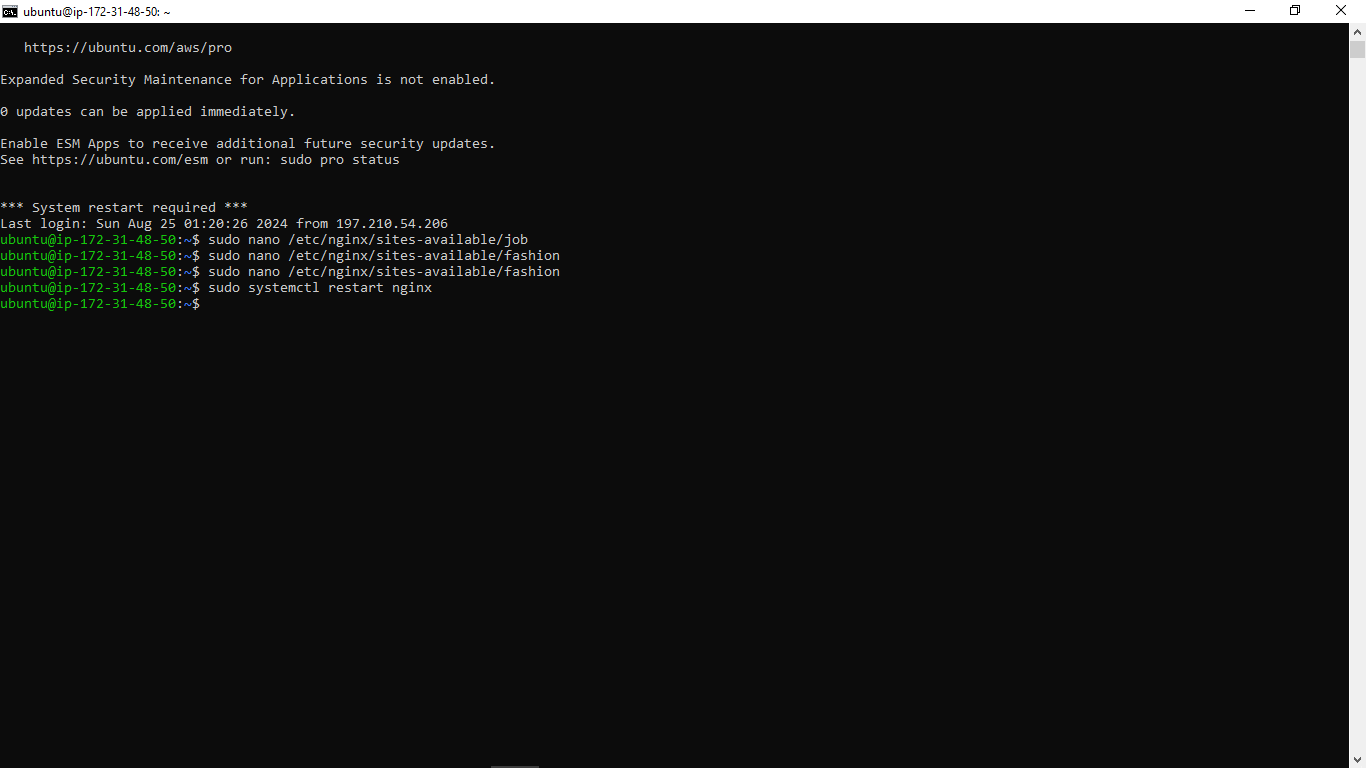 ubuntu@ip-172-31-48-50: ~
https://ubuntu.com/aws/pro
Expanded Security Maintenance for Applications is not enabled.
0 updates can be applied immediately.
Enable ESM Apps to receive additional future security updates.
See https://ubuntu.com/esm or run: sudo pro status
*** System restart required ***
Last login: Sun Aug 25 01:20:26 2024 from 197.210.54.206
ubuntu@ip-172-31-48-50:~$ sudo nano /etc/nginx/sites-available/job
ubuntu@ip-172-31-48-50:~$ sudo nano /etc/nginx/sites-available/fashion
ubuntu@ip-172-31-48-50:~$ sudo nano /etc/nginx/sites-available/fashion
ubuntu@ip-172-31-48-50:~$ sudo systemctl restart nginx
ubuntu@ip-172-31-48-50:~$